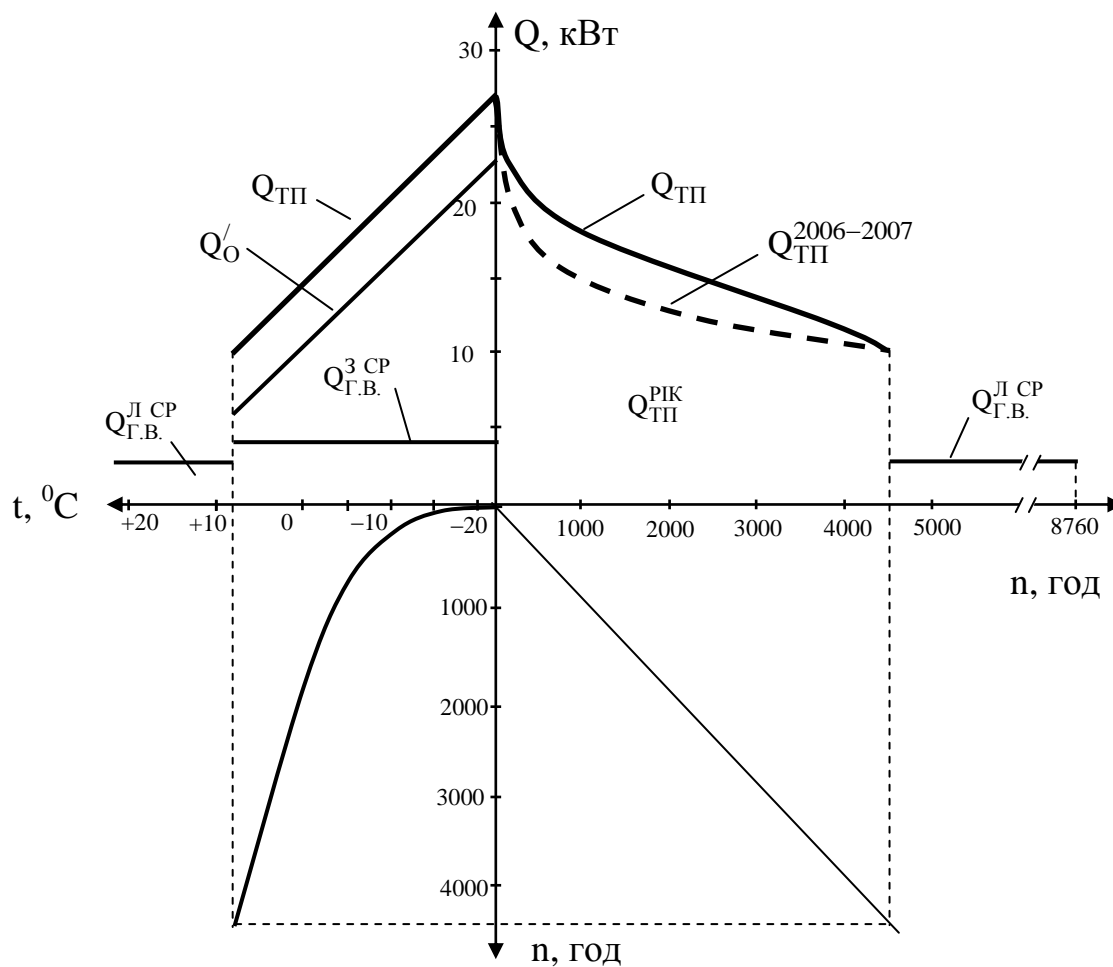 Q, кВт
30
Q_ТП
Q_ТП
20
Q_О^/
Q_ТП^2006–2007
10
Q_Г.В.^З СР
Q_ТП^РІК
Q_Г.В.^Л СР
Q_Г.В.^Л СР
t, ⁰C
+20 +10 0 –10 –20 1000 2000 3000 4000 5000 8760
n, год
1000
2000
3000
4000
n, год